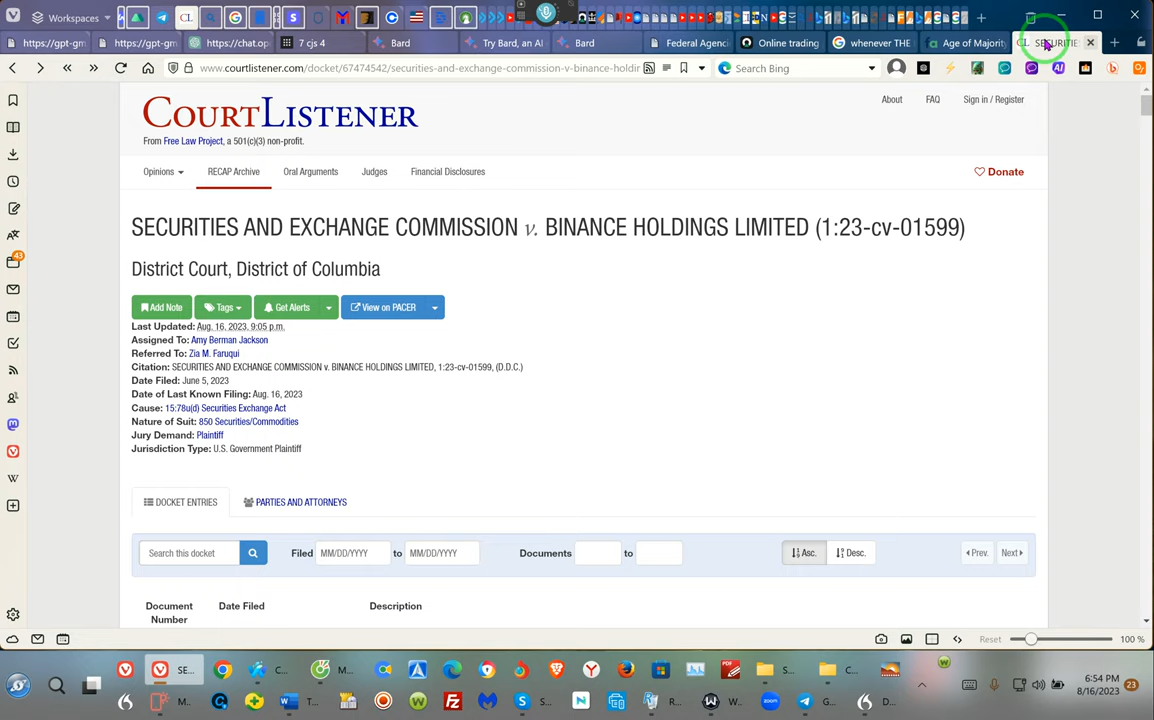 Workspaces
CL
https://gpt-gm
https://gpt-gm
https://chat.op
7 cjs 4
Bard
Try Bard, an AI
Bard
Federal Agenc
Online trading
whenever THE
Age of Majority
CL SECURITIE
www.courtlistener.com/docket/67474542/securities-and-exchange-commission-v-binance-holdir
Search Bing
COURTLISTENER
From Free Law Project, a 501(c)(3) non-profit.
About
FAQ
Sign in / Register
Opinions
RECAP Archive
Oral Arguments
Judges
Financial Disclosures
Donate
SECURITIES AND EXCHANGE COMMISSION v. BINANCE HOLDINGS LIMITED (1:23-cv-01599)
District Court, District of Columbia
Add Note
Tags
Get Alerts
View on PACER
Last Updated: Aug. 16, 2023, 9:05 p.m.
Assigned To: Amy Berman Jackson
Referred To: Zia M. Faruqui
Citation: SECURITIES AND EXCHANGE COMMISSION v. BINANCE HOLDINGS LIMITED, 1:23-cv-01599, (D.D.C.)
Date Filed: June 5, 2023
Date of Last Known Filing: Aug. 16, 2023
Cause: 15:78u(d) Securities Exchange Act
Nature of Suit: 850 Securities/Commodities
Jury Demand: Plaintiff
Jurisdiction Type: U.S. Government Plaintiff
DOCKET ENTRIES
PARTIES AND ATTORNEYS
Search this docket
Filed MM/DD/YYYY to MM/DD/YYYY
Documents to
Asc.
Desc.
Prev.
Next
Document Number
Date Filed
Description
43
Reset
100 %
SE...
C...
M...
S...
C...
6:54 PM
8/16/2023
23
M...
T...
S...
R...
W...
zoom
G...
D...